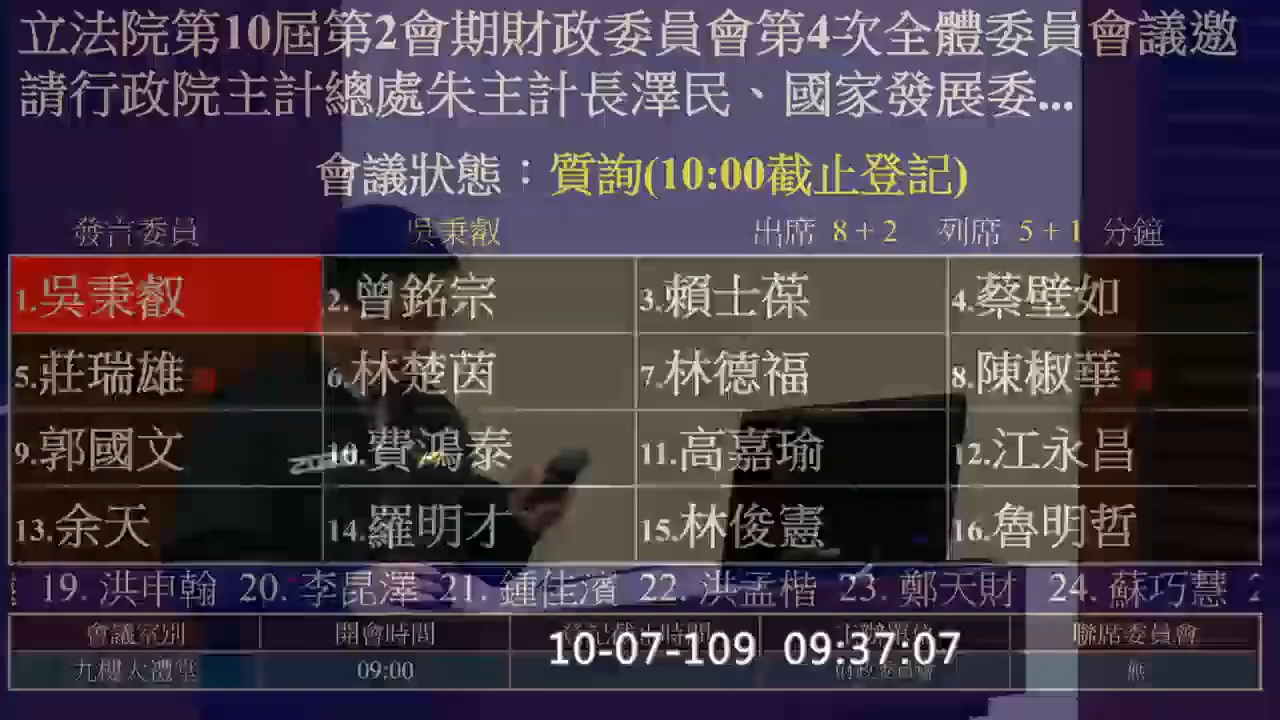 立法院第10屆第2會期財政委員會第4次全體委員會議邀
請行政院主計總處朱主計長澤民、國家發展委...
會議狀態：質詢(10:00截止登記)
發言委員 吳秉叡 出席 8+2 列席 5+1 分鐘
1.吳秉叡 2.曾銘宗 3.賴士葆 4.蔡壁如
5.莊瑞雄 6.林楚茵 7.林德福 8.陳椒華
9.郭國文 10.費鴻泰 11.高嘉瑜 12.江永昌
13.余天 14.羅明才 15.林俊憲 16.魯明哲
19. 洪申翰 20. 李昆澤 21. 鍾佳濱 22. 洪孟楷 23. 鄭天財 24. 蘇巧慧
會議室別 開會時間 登記截止時間 主辦單位 聯席委員會
九樓大禮堂 09:00 財政委員會 無
10-07-109 09:37:07